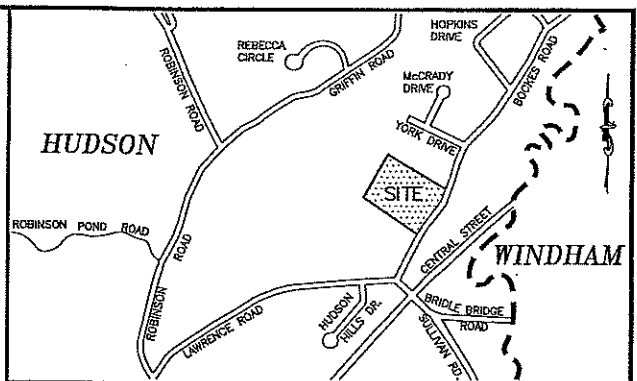 HOPKINS
DRIVE
REBECCA
CIRCLE
ROBINSON ROAD
GRIFFIN ROAD
McCRADY
DRIVE
BOCKES ROAD
YORK DRIVE
HUDSON
SITE
ROBINSON POND ROAD
CENTRAL STREET
WINDHAM
ROBINSON
ROAD
LAWRENCE ROAD
HUDSON
HILLS DR.
BRIDLE BRIDGE
ROAD
SULLIVAN RD.